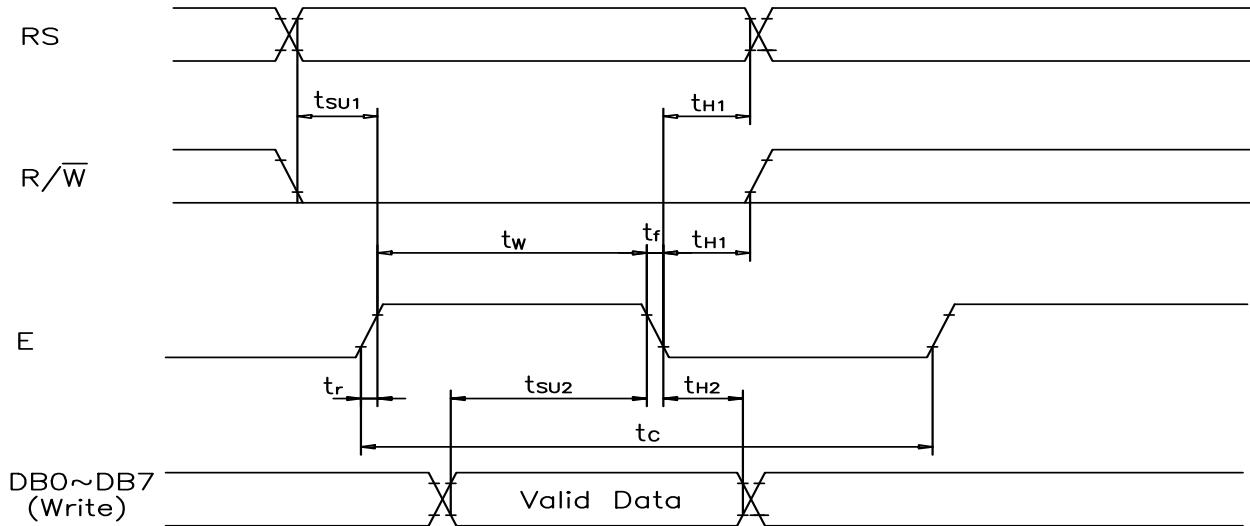 RS
tSU1
tH1
R/W̅
tW
tf
tH1
E
tr
tSU2
tH2
tC
DB0~DB7
(Write)
Valid Data